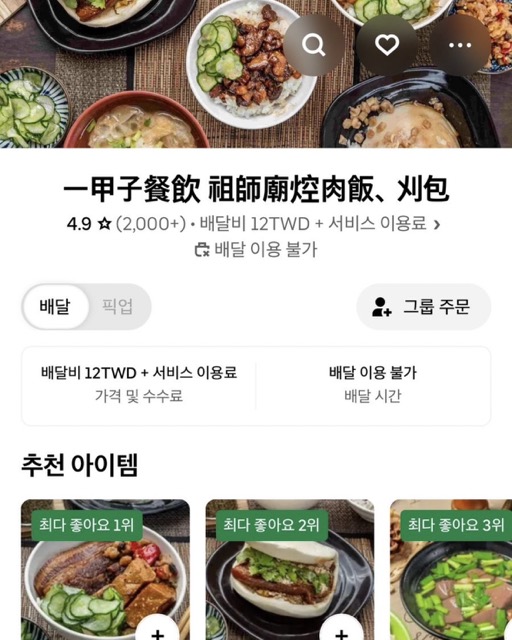 一甲子餐飲 祖師廟焢肉飯、刈包
4.9 ☆ (2,000+) • 배달비 12TWD + 서비스 이용료 ›
배달 이용 불가
배달 픽업
그룹 주문
배달비 12TWD + 서비스 이용료
가격 및 수수료
배달 이용 불가
배달 시간
추천 아이템
최다 좋아요 1위
최다 좋아요 2위
최다 좋아요 3위